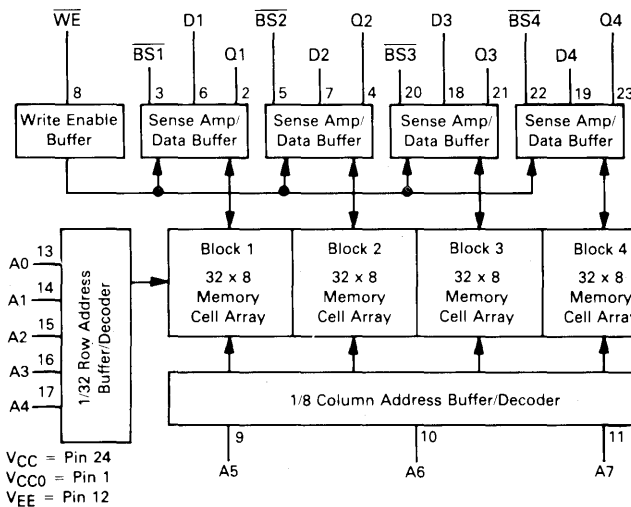 WE D1 BS2 Q2 D3 BS4 Q4
BS1 Q1 D2 BS3 Q3 D4
8 3 6 2 5 7 4 20 18 21 22 19 23
Write Enable Buffer
Sense Amp/ Data Buffer
Sense Amp/ Data Buffer
Sense Amp/ Data Buffer
Sense Amp/ Data Buffer
A0 13
A1 14
A2 15
A3 16
A4 17
1/32 Row Address
Buffer/Decoder
Block 1
32 x 8
Memory
Cell Array
Block 2
32 x 8
Memory
Cell Array
Block 3
32 x 8
Memory
Cell Array
Block 4
32 x 8
Memory
Cell Array
1/8 Column Address Buffer/Decoder
9 10 11
A5 A6 A7
VCC = Pin 24
VCC0 = Pin 1
VEE = Pin 12